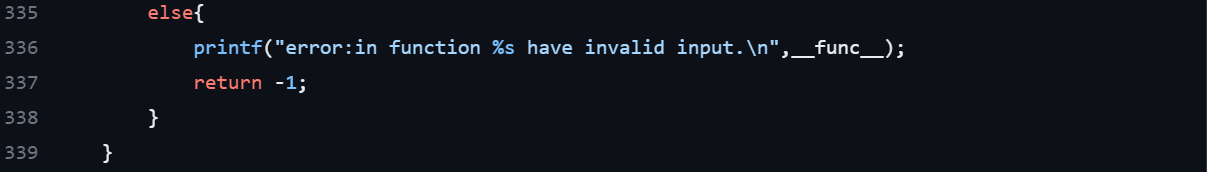 335 else{
336 printf("error:in function %s have invalid input.\n",__func__);
337 return -1;
338 }
339 }